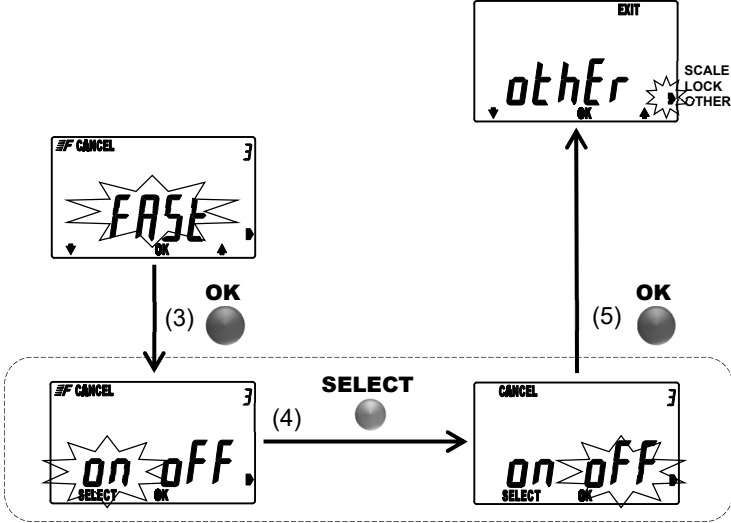 EXIT
othEr
SCALE
LOCK
OTHER
OK
F CANCEL 3
FASt
OK
(3) OK
(5) OK
F CANCEL 3
on oFF
SELECT OK
(4) SELECT
CANCEL 3
on oFF
SELECT OK